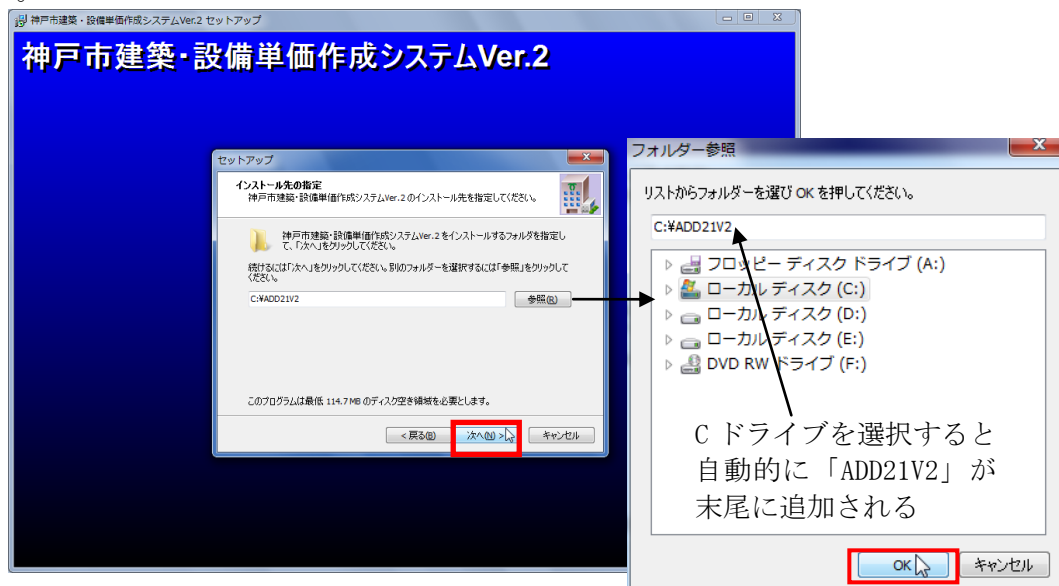 神戸市建築・設備単価作成システムVer.2 セットアップ
神戸市建築・設備単価作成システムVer.2
セットアップ
インストール先の指定
神戸市建築・設備単価作成システムVer.2 のインストール先を指定してください。
神戸市建築・設備単価作成システムVer.2 をインストールするフォルダを指定し
て、「次へ」をクリックしてください。
続けるには「次へ」をクリックしてください。別のフォルダーを選択するには「参照」をクリックして
ください。
C:¥ADD21V2
参照(R)
このプログラムは最低 114.7 MB のディスク空き領域を必要とします。
< 戻る(B)
次へ(N) >
キャンセル
フォルダー参照
リストからフォルダーを選び OK を押してください。
C:¥ADD21V2
フロッピー ディスク ドライブ (A:)
ローカル ディスク (C:)
ローカル ディスク (D:)
ローカル ディスク (E:)
DVD RW ドライブ (F:)
C ドライブを選択すると
自動的に「ADD21V2」が
末尾に追加される
OK
キャンセル